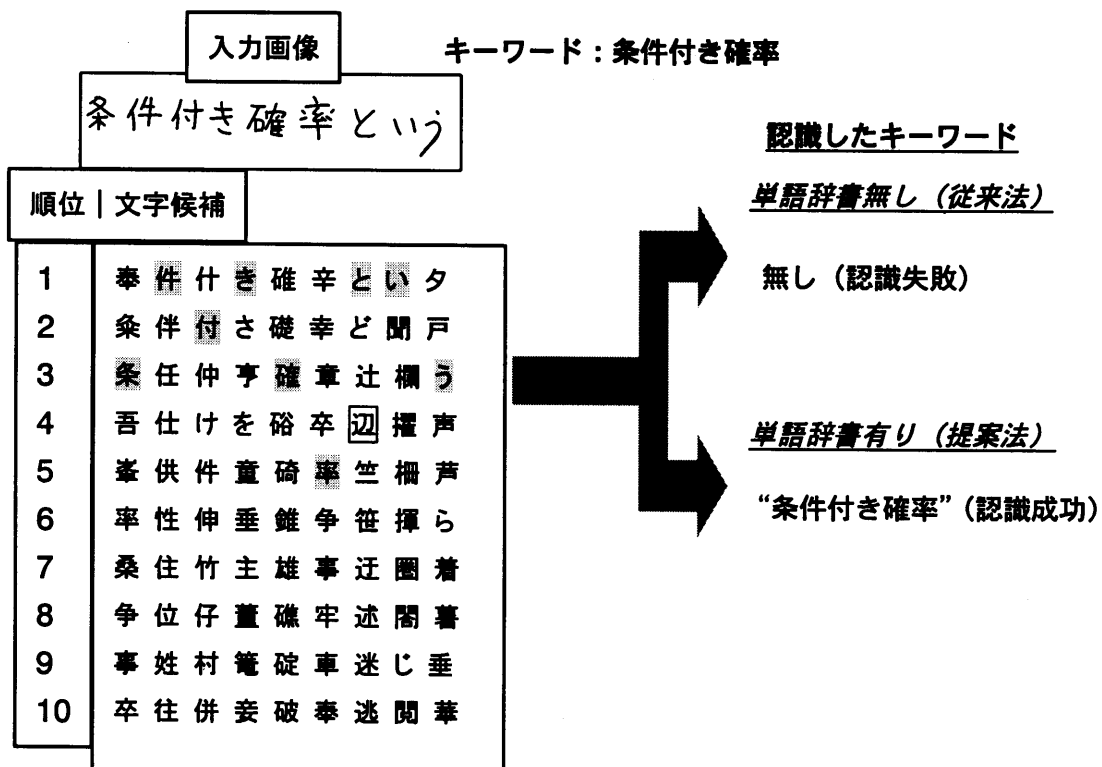 入力画像
キーワード：条件付き確率
条件付き確率という
順位｜文字候補
1 奉件什き碓辛とい夕
2 粂伴付さ礎幸ど聞戸
3 条任仲亨確章辻欄う
4 吾仕けを硲卒辺擢声
5 峯供件童碕率竺柵芦
6 率性伸垂錐争笹揮ら
7 桑住竹主雄事迂圏着
8 争位仔董礁牢述閤薯
9 事姓村篭碇車迷じ垂
10 卒往併妾破奉逃閲華
認識したキーワード
単語辞書無し（従来法）
無し（認識失敗）
単語辞書有り（提案法）
“条件付き確率”（認識成功）